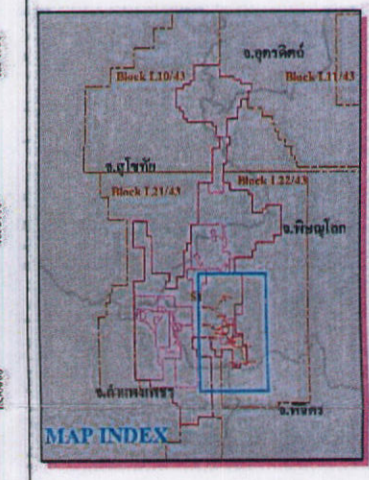 จ.อุตรดิตถ์
Block L10/43
Block L11/43
จ.สุโขทัย
Block L21/43
Block L22/43
จ.พิษณุโลก
S1
จ.กำแพงเพชร
จ.พิจิตร
MAP INDEX